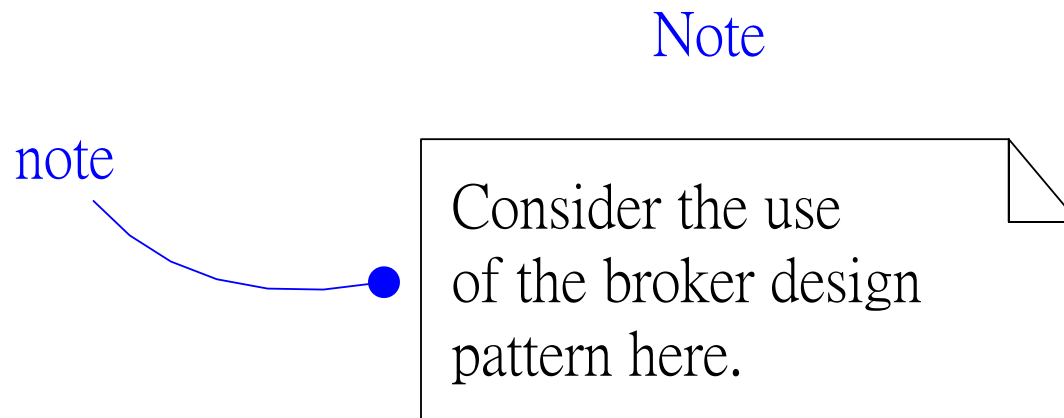 Note
note
Consider the use
of the broker design
pattern here.